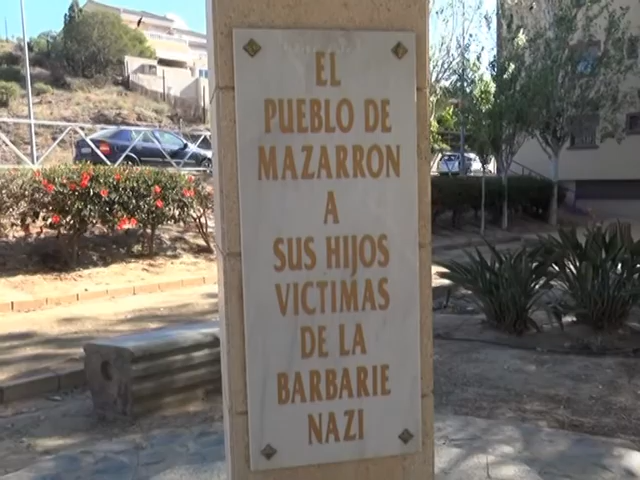 EL
PUEBLO DE
MAZARRON
A
SUS HIJOS
VICTIMAS
DE LA
BARBARIE
NAZI